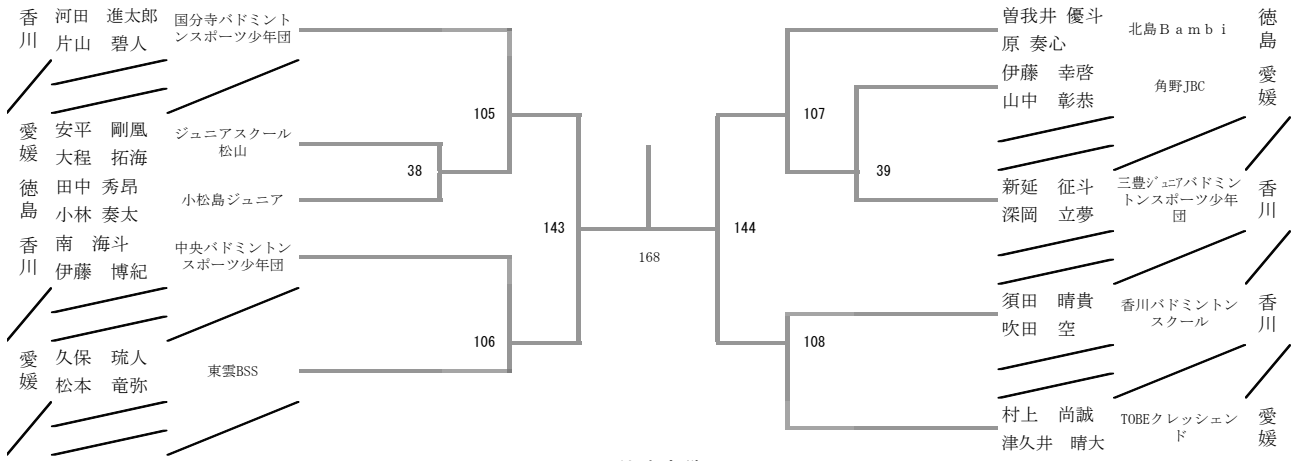 香川
河田 進太郎
片山 碧人
国分寺バドミント
ンスポーツ少年団
愛媛
安平 剛凰
大程 拓海
ジュニアスクール
松山
徳島
田中 秀昂
小林 奏太
小松島ジュニア
香川
南 海斗
伊藤 博紀
中央バドミントン
スポーツ少年団
愛媛
久保 琉人
松本 竜弥
東雲BSS
105
38
143
106
168
107
39
144
108
曽我井 優斗
原 奏心
北島Ｂａｍｂｉ
徳島
伊藤 幸啓
山中 彰恭
角野JBC
愛媛
新延 征斗
深岡 立夢
三豊ｼﾞｭﾆｱバドミン
トンスポーツ少年
団
香川
須田 晴貴
吹田 空
香川バドミントン
スクール
香川
村上 尚誠
津久井 晴大
TOBEクレッシェン
ド
愛媛